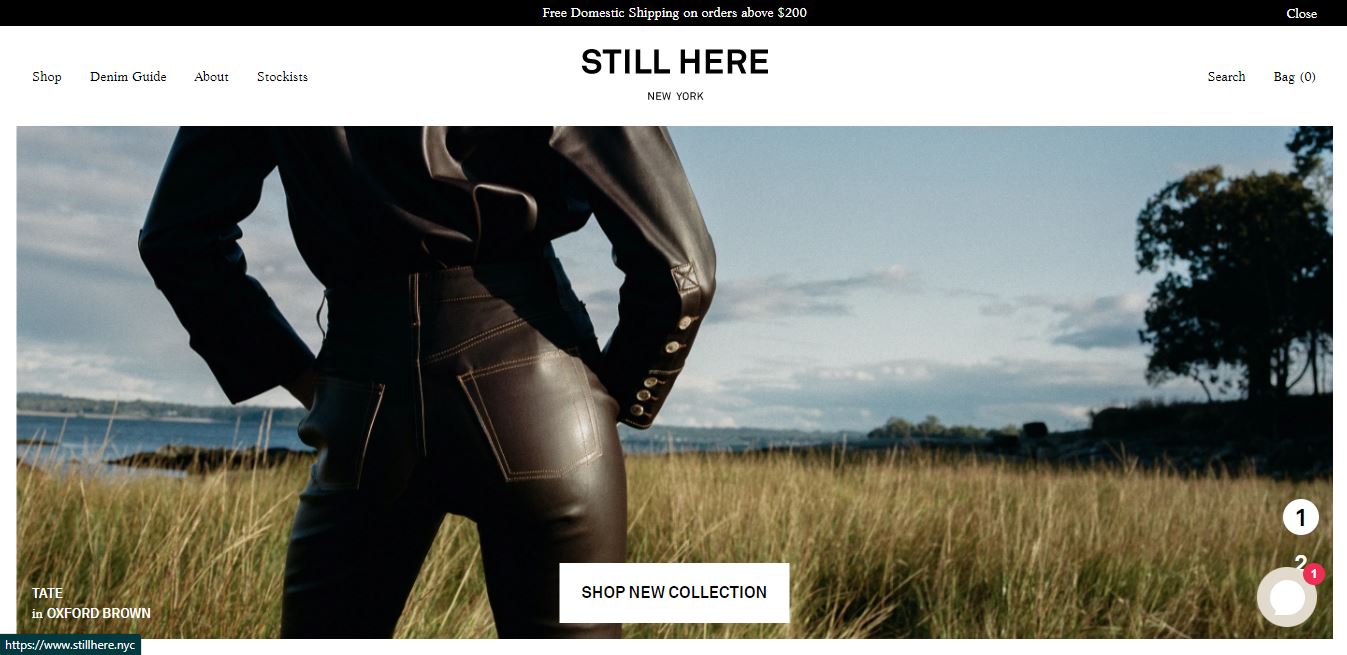 Free Domestic Shipping on orders above $200
Close
Shop
Denim Guide
About
Stockists
STILL HERE
NEW YORK
Search
Bag (0)
1
2
1
TATE
in OXFORD BROWN
SHOP NEW COLLECTION
https://www.stillhere.nyc